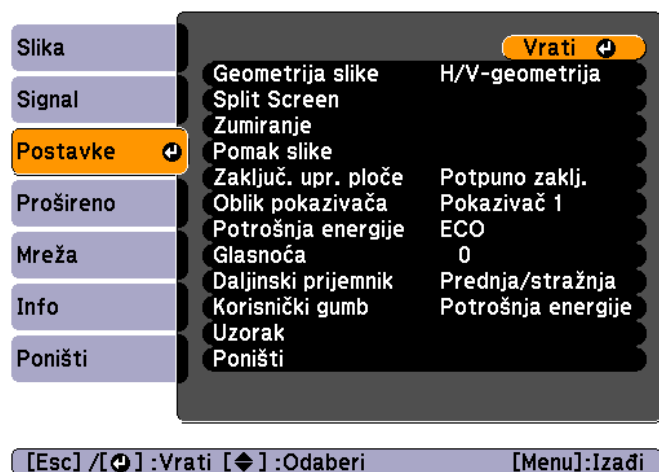 Slika
Signal
Postavke
Prošireno
Mreža
Info
Poništi
Vrati
Geometrija slike H/V-geometrija
Split Screen
Zumiranje
Pomak slike
Zaključ. upr. ploče Potpuno zaklj.
Oblik pokazivača Pokazivač 1
Potrošnja energije ECO
Glasnoća 0
Daljinski prijemnik Prednja/stražnja
Korisnički gumb Potrošnja energije
Uzorak
Poništi
[Esc] /[⏎] :Vrati [◆] :Odaberi [Menu]:Izađi